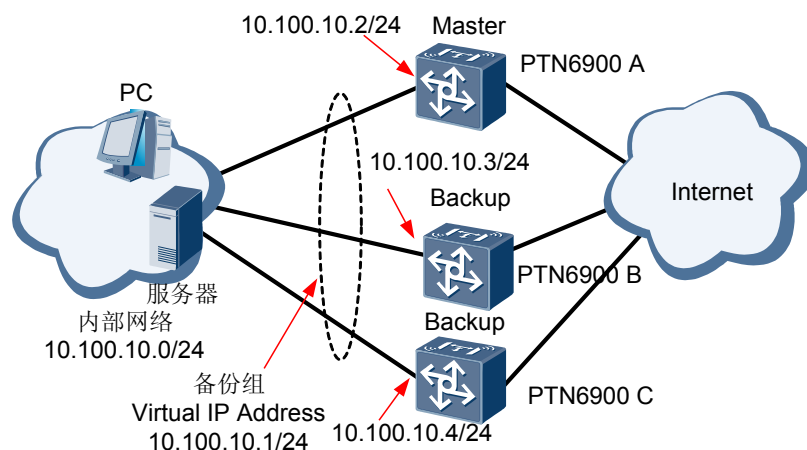 10.100.10.2/24
Master
PTN6900 A
PC
10.100.10.3/24
Backup
Internet
PTN6900 B
服务器
内部网络
10.100.10.0/24
Backup
备份组
Virtual IP Address
10.100.10.1/24
PTN6900 C
10.100.10.4/24